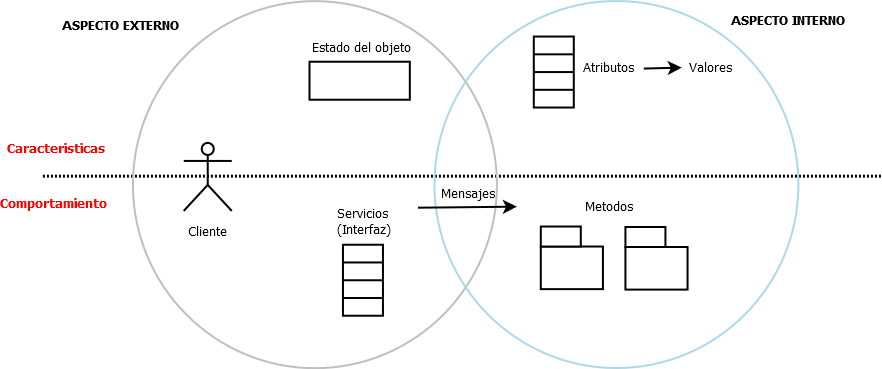 ASPECTO EXTERNO
ASPECTO INTERNO
Estado del objeto
Atributos
Valores
Caracteristicas
Comportamiento
Cliente
Servicios
(Interfaz)
Mensajes
Metodos